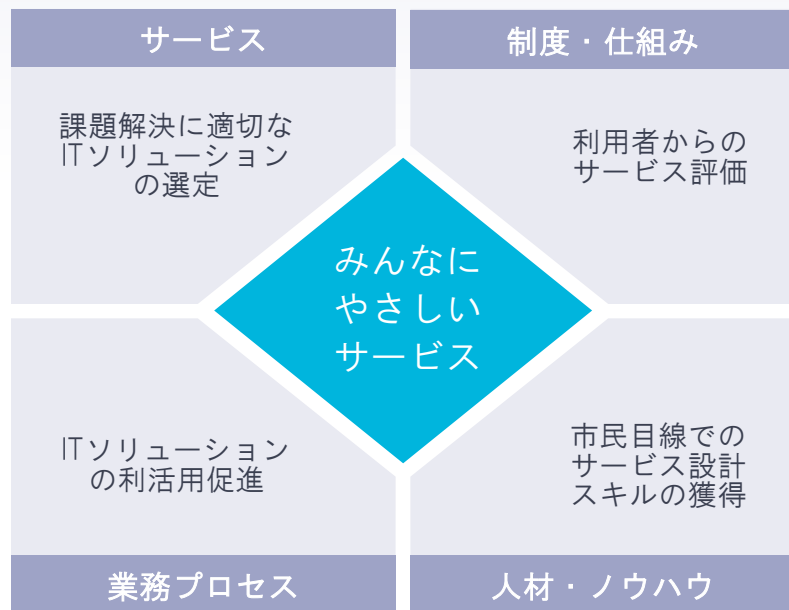 サービス
制度・仕組み
課題解決に適切な
ITソリューション
の選定
利用者からの
サービス評価
みんなに
やさしい
サービス
ITソリューション
の利活用促進
市民目線での
サービス設計
スキルの獲得
業務プロセス
人材・ノウハウ